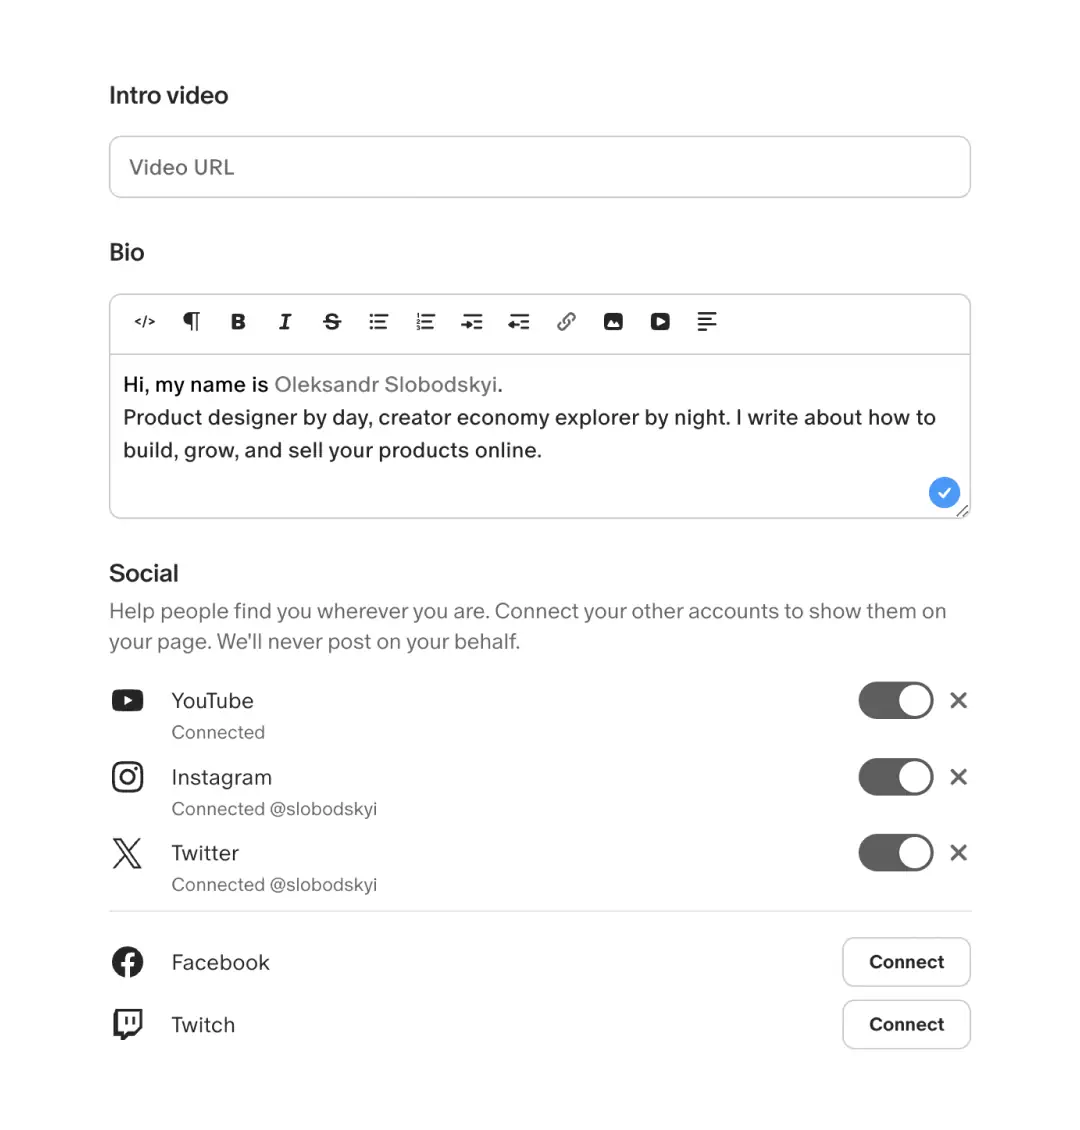 Intro video
Video URL
Bio
Hi, my name is Oleksandr Slobodskyi.
Product designer by day, creator economy explorer by night. I write about how to
build, grow, and sell your products online.
Social
Help people find you wherever you are. Connect your other accounts to show them on
your page. We'll never post on your behalf.
YouTube
Connected
Instagram
Connected @slobodskyi
Twitter
Connected @slobodskyi
Facebook
Connect
Twitch
Connect